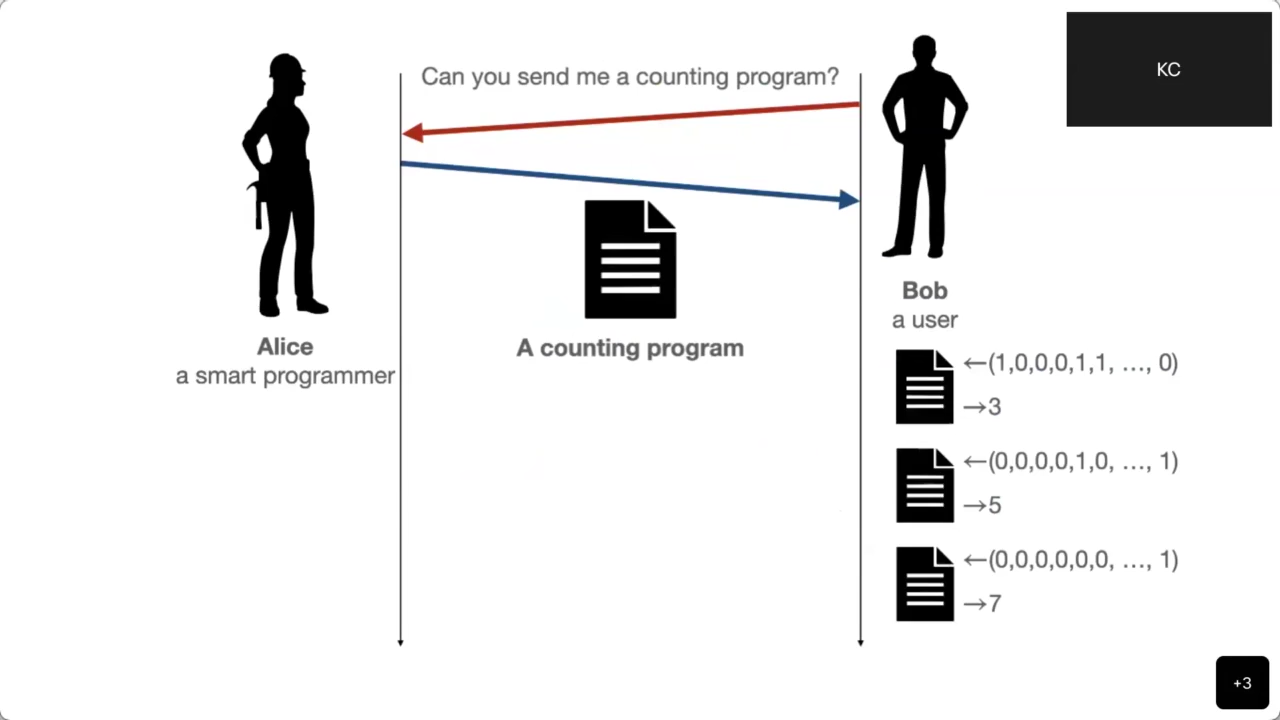 Can you send me a counting program?
KC
A counting program
Alice
a smart programmer
Bob
a user
←(1,0,0,0,1,1, …, 0)
→3
←(0,0,0,0,1,0, …, 1)
→5
←(0,0,0,0,0,0, …, 1)
→7
+3